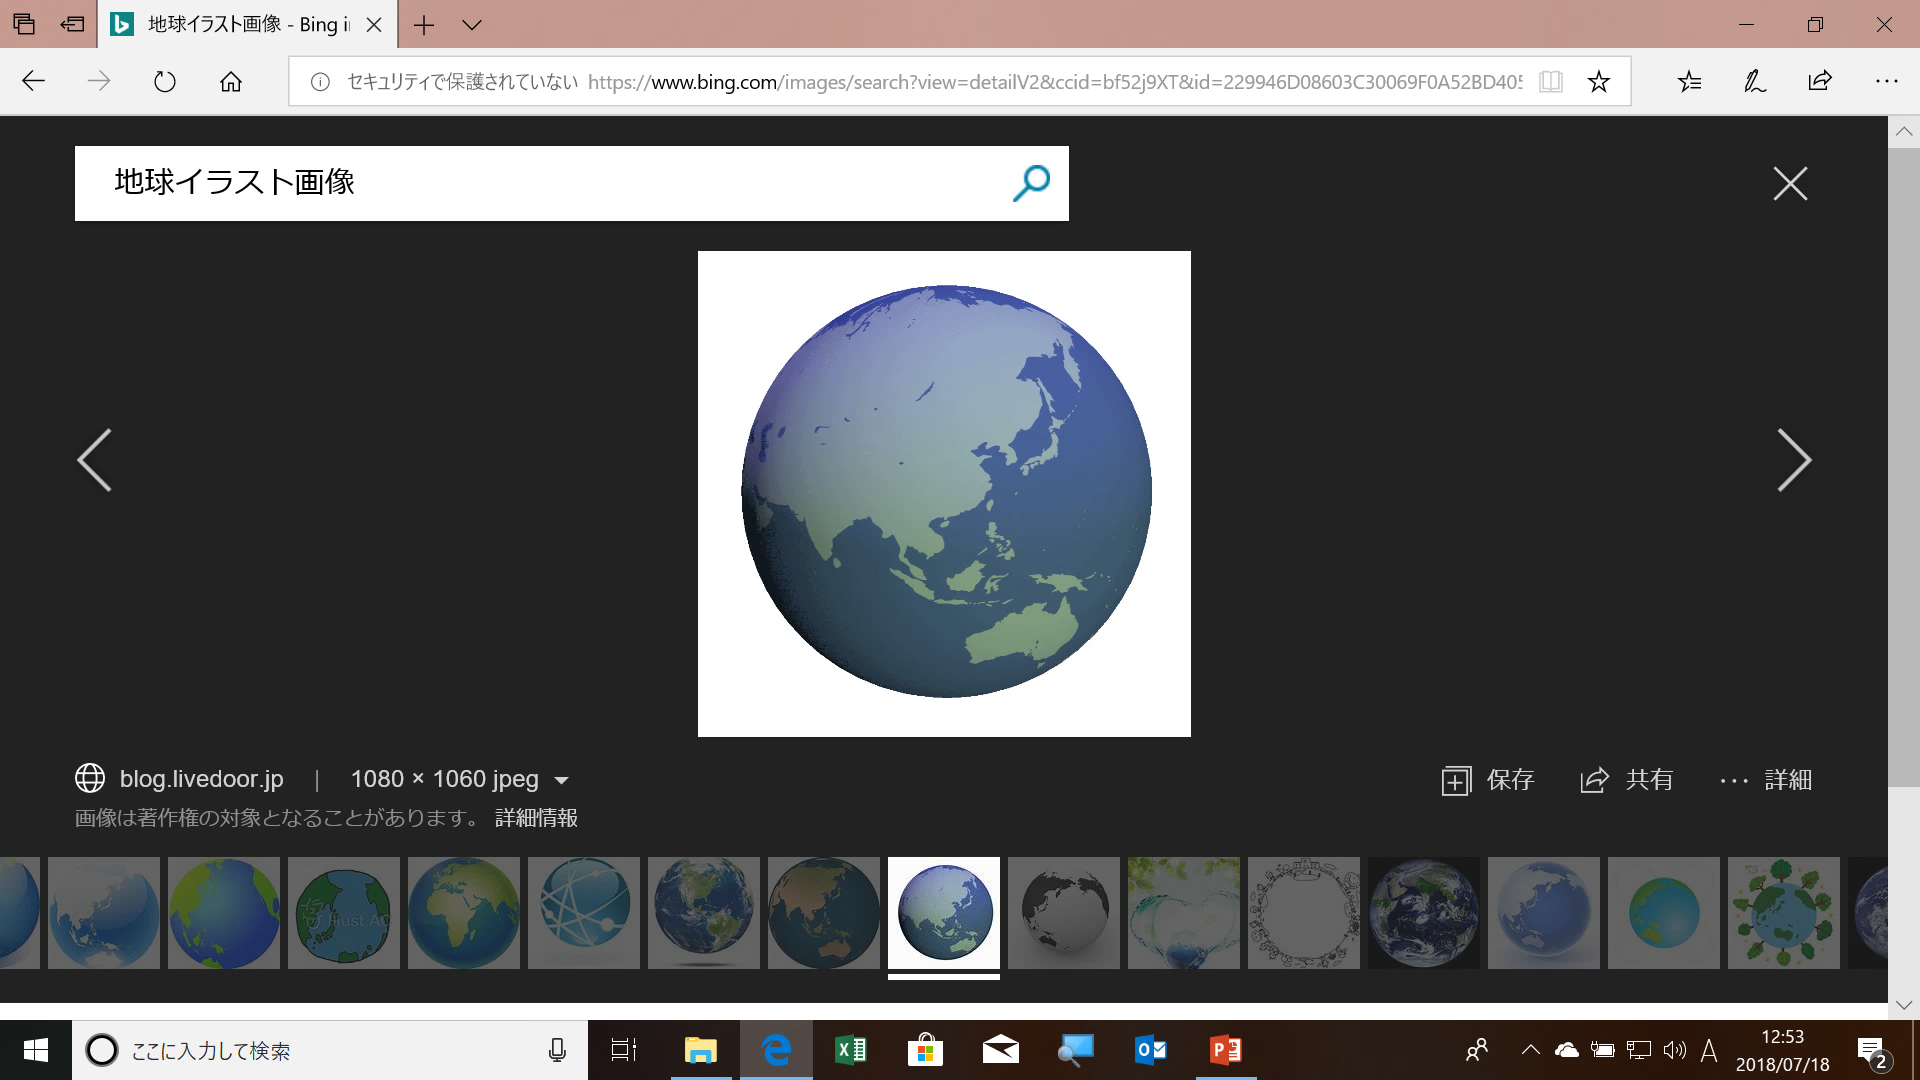 地球イラスト画像 - Bing i
セキュリティで保護されていない https://www.bing.com/images/search?view=detailV2&ccid=bf52j9XT&id=229946D08603C30069F0A52BD405
地球イラスト画像
blog.livedoor.jp | 1080 × 1060 jpeg
保存 共有 ··· 詳細
画像は著作権の対象となることがあります。 詳細情報
ここに入力して検索
A
12:53
2018/07/18
2